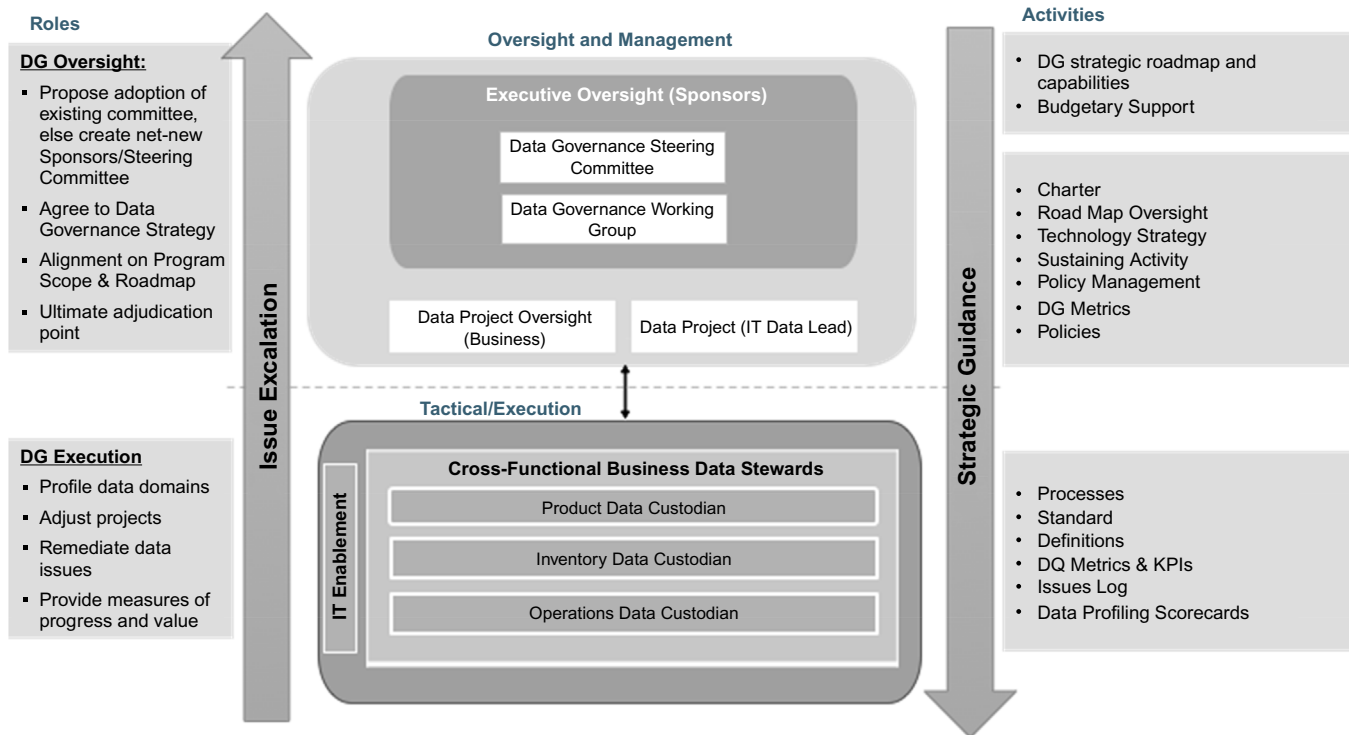 Roles
DG Oversight:
▪ Propose adoption of
existing committee,
else create net-new
Sponsors/Steering
Committee
▪ Agree to Data
Governance Strategy
▪ Alignment on Program
Scope & Roadmap
▪ Ultimate adjudication
point
DG Execution
▪ Profile data domains
▪ Adjust projects
▪ Remediate data
issues
▪ Provide measures of
progress and value
Issue Excalation
Oversight and Management
Executive Oversight (Sponsors)
Data Governance Steering
Committee
Data Governance Working
Group
Data Project Oversight
(Business)
Data Project (IT Data Lead)
Tactical/Execution
IT Enablement
Cross-Functional Business Data Stewards
Product Data Custodian
Inventory Data Custodian
Operations Data Custodian
Strategic Guidance
Activities
• DG strategic roadmap and
capabilities
• Budgetary Support
• Charter
• Road Map Oversight
• Technology Strategy
• Sustaining Activity
• Policy Management
• DG Metrics
• Policies
• Processes
• Standard
• Definitions
• DQ Metrics & KPIs
• Issues Log
• Data Profiling Scorecards